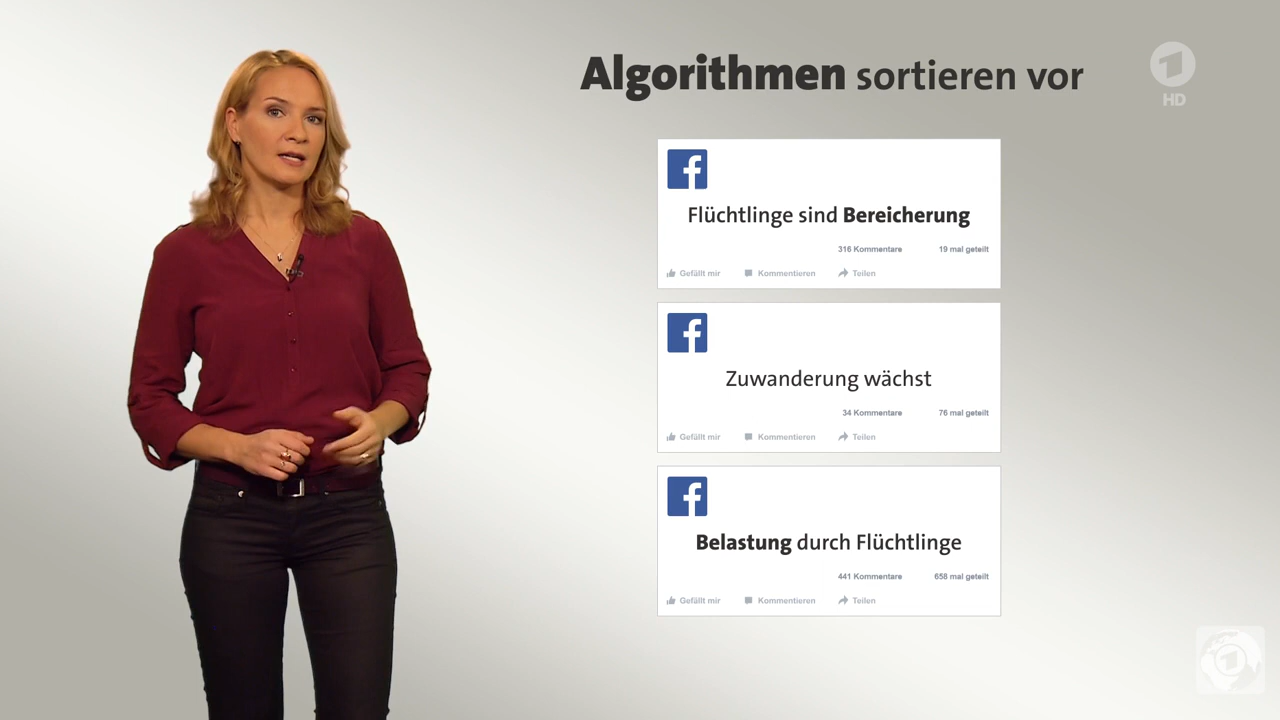 Algorithmen sortieren vor
HD
Flüchtlinge sind Bereicherung
316 Kommentare 19 mal geteilt
Gefällt mir Kommentieren Teilen
Zuwanderung wächst
34 Kommentare 76 mal geteilt
Gefällt mir Kommentieren Teilen
Belastung durch Flüchtlinge
441 Kommentare 658 mal geteilt
Gefällt mir Kommentieren Teilen